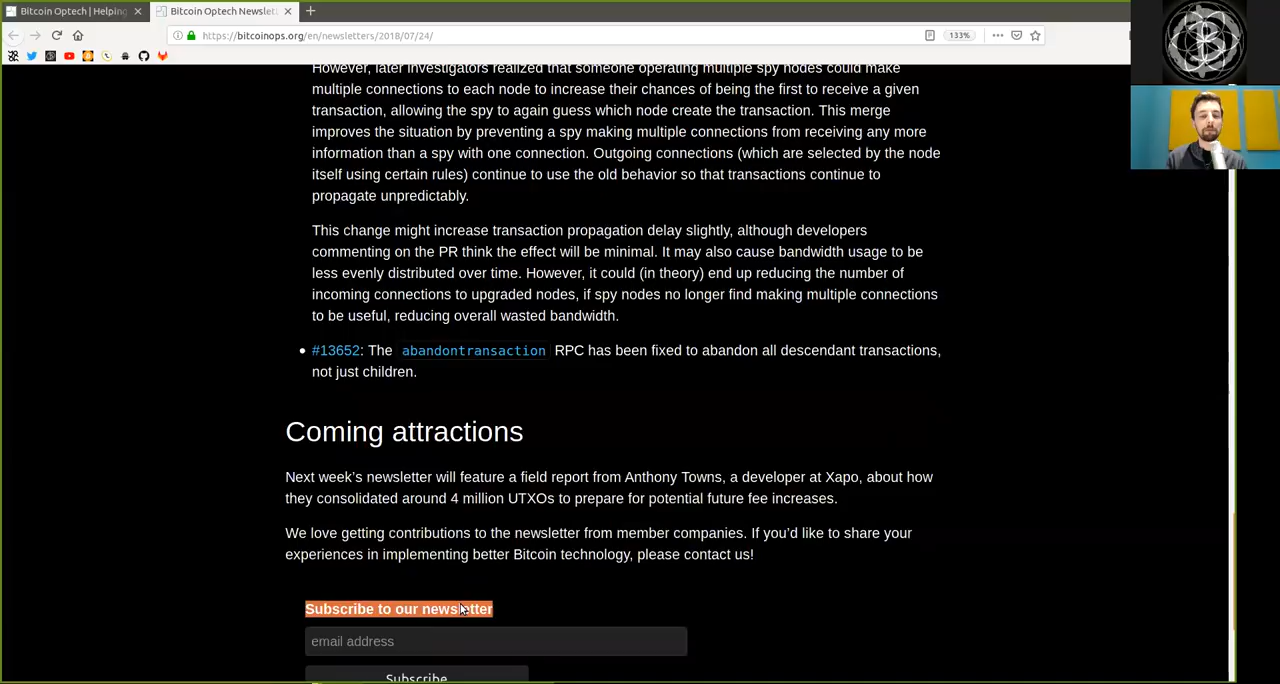 Bitcoin Optech | Helping
Bitcoin Optech Newslet
https://bitcoinops.org/en/newsletters/2018/07/24/
133%
However, later investigators realized that someone operating multiple spy nodes could make
multiple connections to each node to increase their chances of being the first to receive a given
transaction, allowing the spy to again guess which node create the transaction. This merge
improves the situation by preventing a spy making multiple connections from receiving any more
information than a spy with one connection. Outgoing connections (which are selected by the node
itself using certain rules) continue to use the old behavior so that transactions continue to
propagate unpredictably.
This change might increase transaction propagation delay slightly, although developers
commenting on the PR think the effect will be minimal. It may also cause bandwidth usage to be
less evenly distributed over time. However, it could (in theory) end up reducing the number of
incoming connections to upgraded nodes, if spy nodes no longer find making multiple connections
to be useful, reducing overall wasted bandwidth.
• #13652: The abandontransaction RPC has been fixed to abandon all descendant transactions,
not just children.
Coming attractions
Next week's newsletter will feature a field report from Anthony Towns, a developer at Xapo, about how
they consolidated around 4 million UTXOs to prepare for potential future fee increases.
We love getting contributions to the newsletter from member companies. If you'd like to share your
experiences in implementing better Bitcoin technology, please contact us!
Subscribe to our newsletter
email address
Subscribe